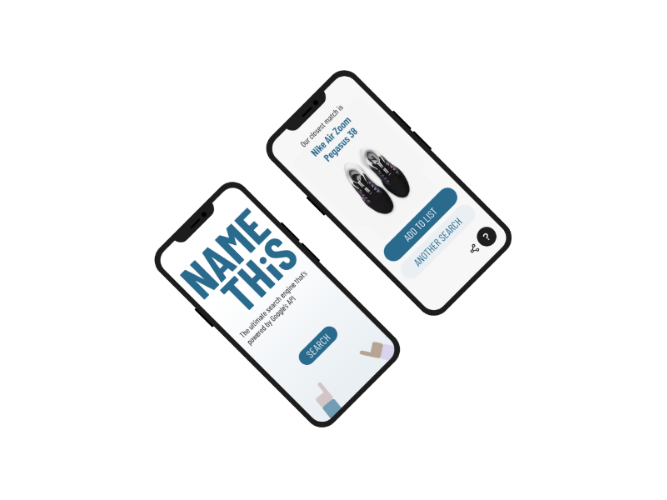 NAME
THiS
The ultimate search engine that's
powered by Google's API
SEARCH
Our closest match is
Nike Air Zoom
Pegasus 38
ADD TO LIST
ANOTHER SEARCH
?